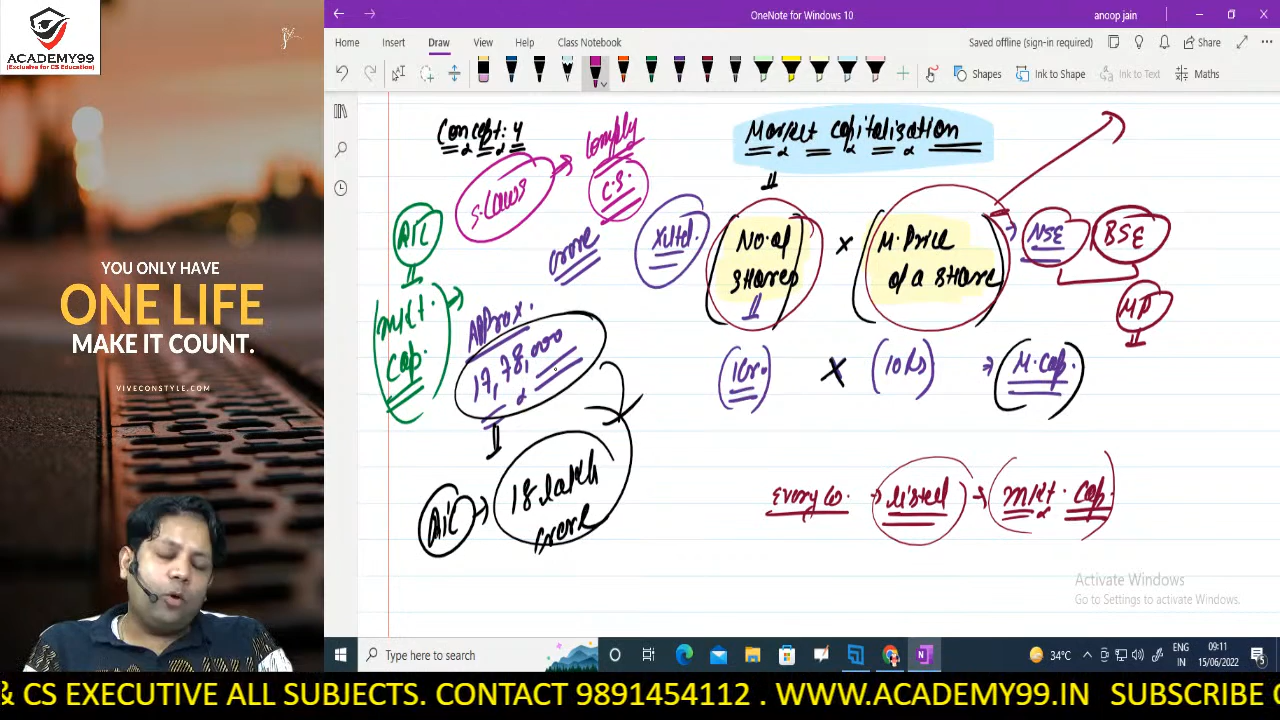 ACADEMY99
(Exclusive for CS Education)
YOU ONLY HAVE
ONE LIFE
MAKE IT COUNT.
VIVECONSTYLE.COM
OneNote for Windows 10
anoop jain
Home Insert Draw View Help Class Notebook
Saved offline (sign-in required)
Share
Shapes
Ink to Shape
Ink to Text
Maths
Concept: 4
Market Capitalisation
S. Laws
Comply
C.S.
crore
No. of
Shares
×
M. Price
of a Share
NSE
BSE
MP
Mkt.
Cap.
Approx.
17,78,000
1Cr.
×
10 Rs
M. Cap.
18 Lakh
crore
Every Co.
Listed
Mkt. Cap.
Activate Windows
Go to Settings to activate Windows.
Type here to search
34°C
ENG
IN
09:11
15/06/2022
5
& CS EXECUTIVE ALL SUBJECTS. CONTACT 9891454112 . WWW.ACADEMY99.IN SUBSCRIBE